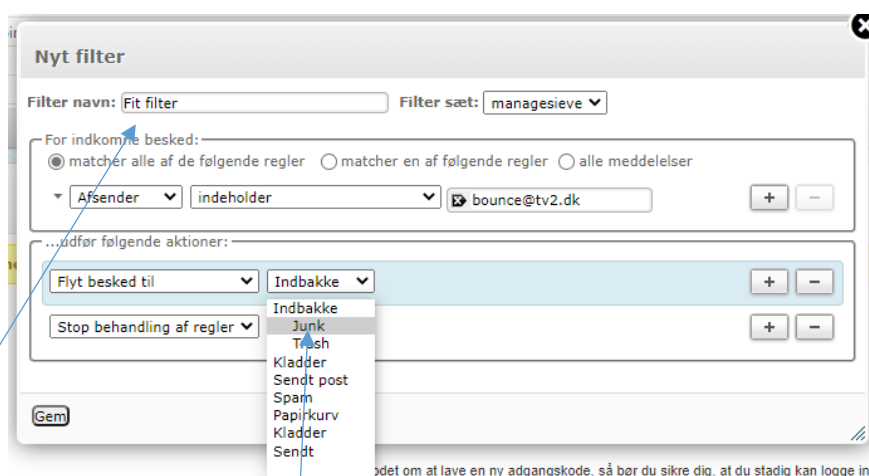 Nyt filter
Filter navn: Fit filter Filter sæt: managesieve
For indkomne besked:
matcher alle af de følgende regler matcher en af følgende regler alle meddelelser
Afsender indeholder bounce@tv2.dk + −
...udfør følgende aktioner:
Flyt besked til Indbakke + −
Indbakke
Stop behandling af regler Junk + −
Trash
Kladder
Sendt post
Spam
Papirkurv
Gem
Kladder
Sendt
om at lave en ny adgangskode, så bør du sikre dig, at du stadig kan logge in